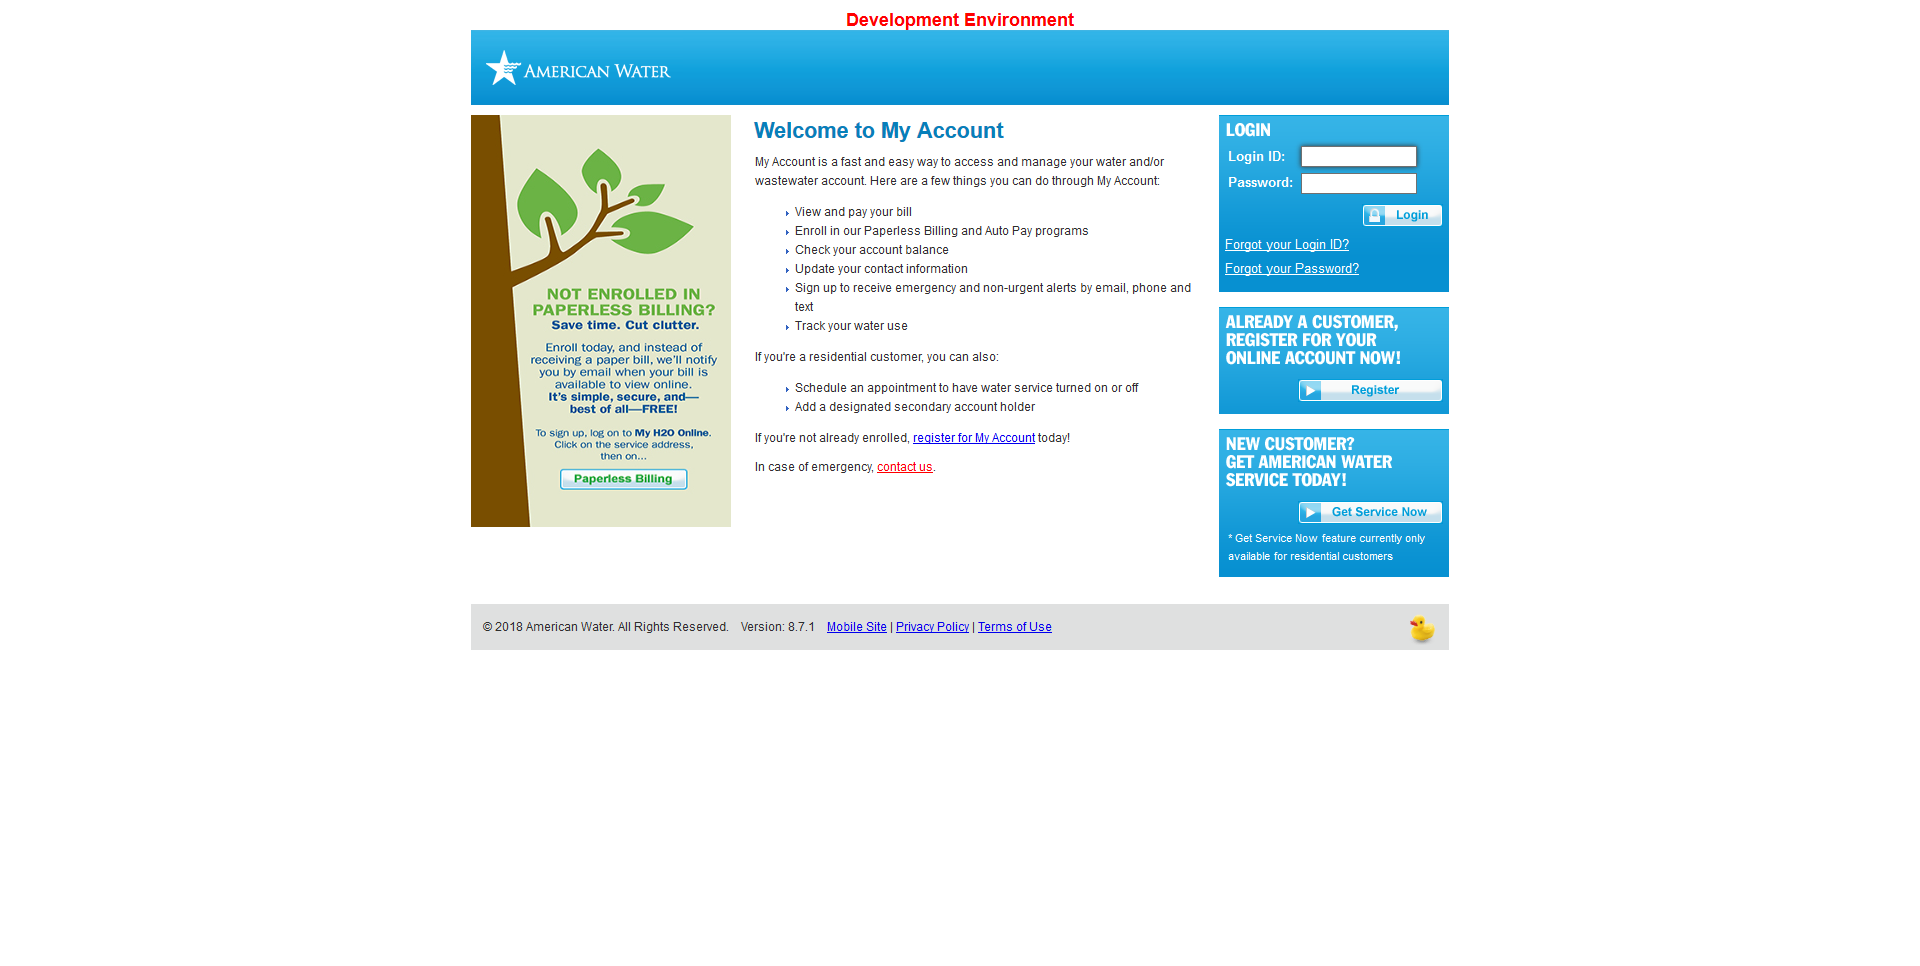 Development Environment
AMERICAN WATER
NOT ENROLLED IN
PAPERLESS BILLING?
Save time. Cut clutter.
Enroll today, and instead of
receiving a paper bill, we'll notify
you by email when your bill is
available to view online.
It's simple, secure, and—
best of all—FREE!
To sign up, log on to My H2O Online.
Click on the service address,
then on...
Paperless Billing
Welcome to My Account
My Account is a fast and easy way to access and manage your water and/or
wastewater account. Here are a few things you can do through My Account:
View and pay your bill
Enroll in our Paperless Billing and Auto Pay programs
Check your account balance
Update your contact information
Sign up to receive emergency and non-urgent alerts by email, phone and
text
Track your water use
If you're a residential customer, you can also:
Schedule an appointment to have water service turned on or off
Add a designated secondary account holder
If you're not already enrolled, register for My Account today!
In case of emergency, contact us.
LOGIN
Login ID:
Password:
Login
Forgot your Login ID?
Forgot your Password?
ALREADY A CUSTOMER,
REGISTER FOR YOUR
ONLINE ACCOUNT NOW!
Register
NEW CUSTOMER?
GET AMERICAN WATER
SERVICE TODAY!
Get Service Now
* Get Service Now feature currently only
available for residential customers
© 2018 American Water. All Rights Reserved. Version: 8.7.1 Mobile Site | Privacy Policy | Terms of Use